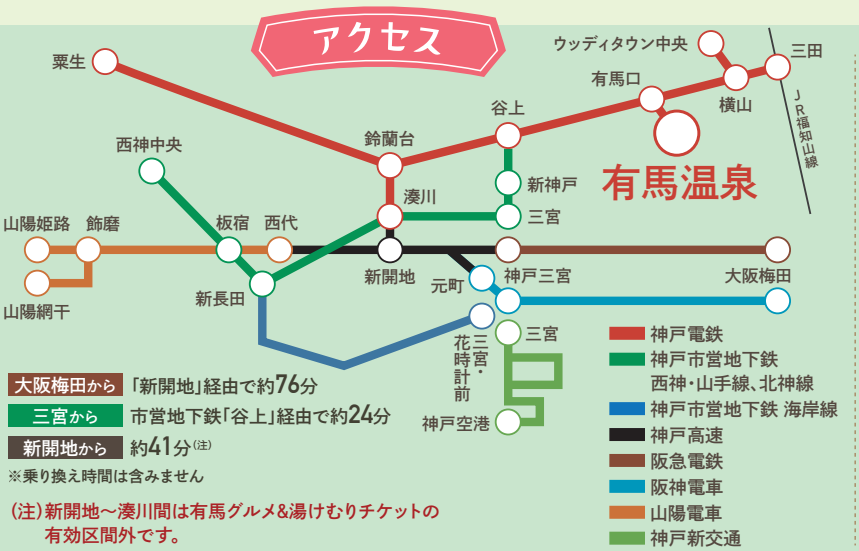 アクセス
粟生
ウッディタウン中央
三田
有馬口
横山
JR福知山線
谷上
鈴蘭台
西神中央
新神戸
有馬温泉
湊川
三宮
山陽姫路
飾磨
板宿
西代
新開地
神戸三宮
大阪梅田
元町
新長田
山陽網干
三宮・
花時計前
三宮
神戸空港
大阪梅田から 「新開地」経由で約76分
三宮から 市営地下鉄「谷上」経由で約24分
新開地から 約41分(注)
※乗り換え時間は含みません
(注)新開地〜湊川間は有馬グルメ&湯けむりチケットの
有効区間外です。
神戸電鉄
神戸市営地下鉄
西神・山手線、北神線
神戸市営地下鉄 海岸線
神戸高速
阪急電鉄
阪神電車
山陽電車
神戸新交通